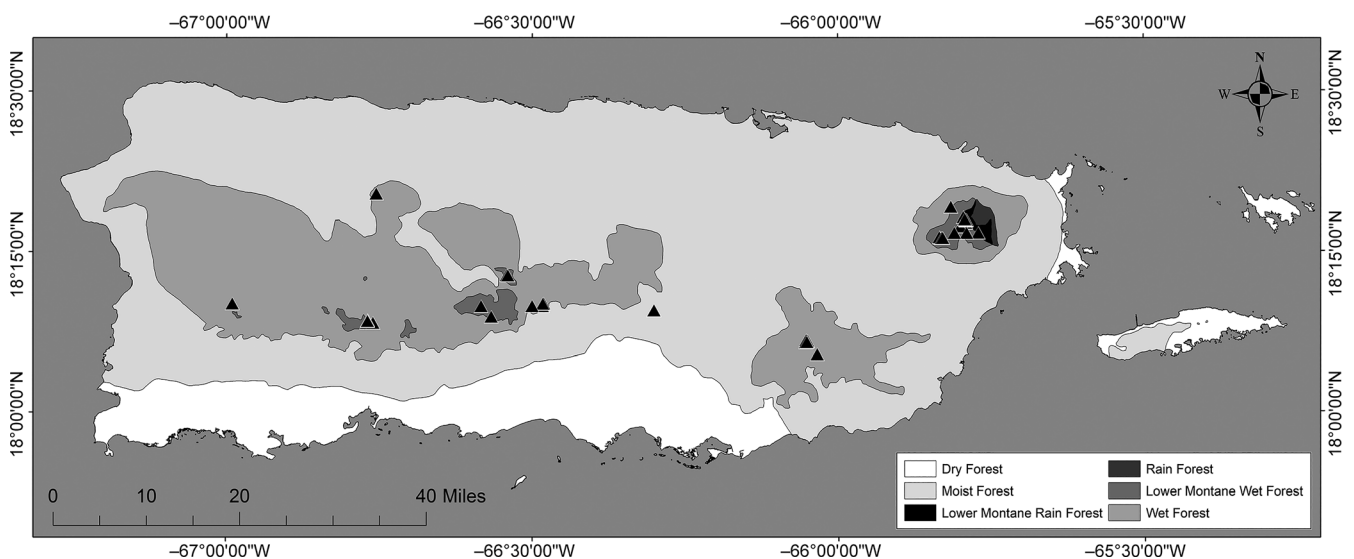 –67°00'00"W –66°30'00"W –66°00'00"W –65°30'00"W
18°30'00"N 18°30'00"N
N
W E
S
18°15'00"N 18°15'00"N
18°00'00"N 18°00'00"N
Dry Forest Rain Forest
Moist Forest Lower Montane Wet Forest
Lower Montane Rain Forest Wet Forest
0 10 20 40 Miles
–67°00'00"W –66°30'00"W –66°00'00"W –65°30'00"W